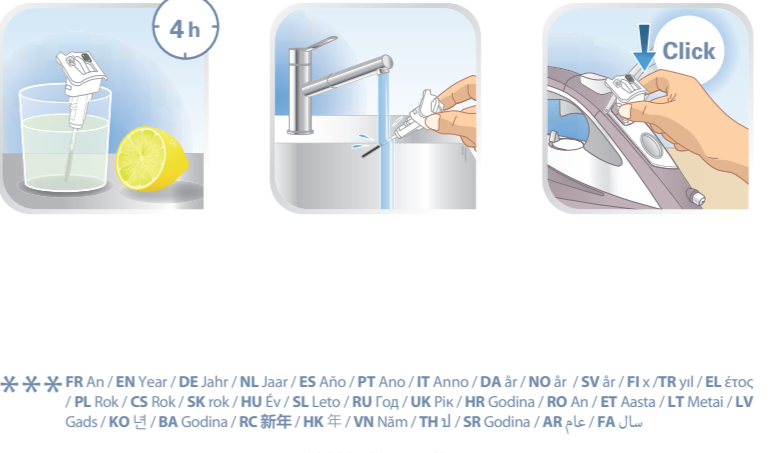 4 h
Click
*** FR An / EN Year / DE Jahr / NL Jaar / ES Año / PT Ano / IT Anno / DA år / NO år / SV år / FI x /TR yıl / EL έτος
/ PL Rok / CS Rok / SK rok / HU Év / SL Leto / RU Год / UK Рік / HR Godina / RO An / ET Aasta / LT Metai / LV
Gads / KO 년 / BA Godina / RC 新年 / HK 年 / VN Năm / TH ปี / SR Godina / AR عام / FA سال